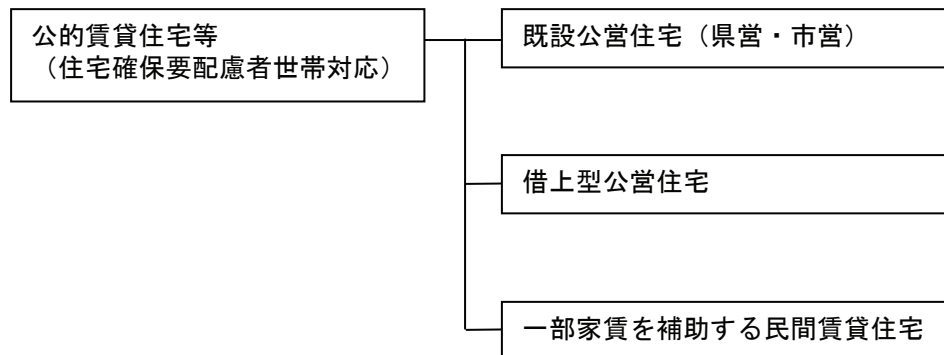 公的賃貸住宅等
（住宅確保要配慮者世帯対応）
既設公営住宅（県営・市営）
借上型公営住宅
一部家賃を補助する民間賃貸住宅